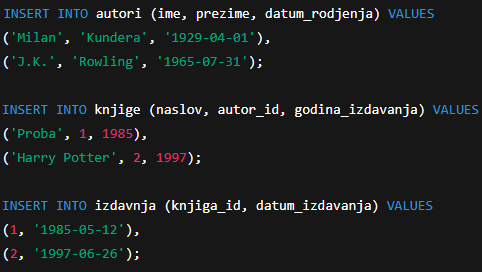 INSERT INTO autori (ime, prezime, datum_rodjenja) VALUES
('Milan', 'Kundera', '1929-04-01'),
('J.K.', 'Rowling', '1965-07-31');
INSERT INTO knjige (naslov, autor_id, godina_izdavanja) VALUES
('Proba', 1, 1985),
('Harry Potter', 2, 1997);
INSERT INTO izdavnja (knjiga_id, datum_izdavanja) VALUES
(1, '1985-05-12'),
(2, '1997-06-26');